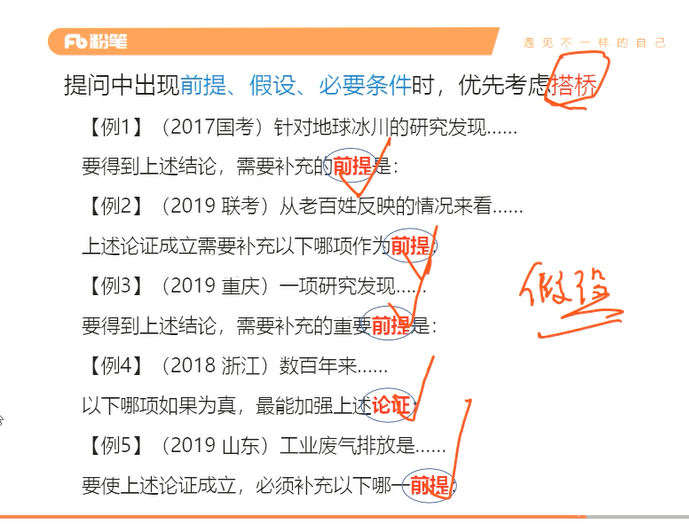 粉笔
遇见不一样的自己
提问中出现前提、假设、必要条件时，优先考虑搭桥
【例1】（2017国考）针对地球冰川的研究发现……
要得到上述结论，需要补充的前提是：
【例2】（2019 联考）从老百姓反映的情况来看……
上述论证成立需要补充以下哪项作为前提：
【例3】（2019 重庆）一项研究发现……
要得到上述结论，需要补充的重要前提是：
假设
【例4】（2018 浙江）数百年来……
以下哪项如果为真，最能加强上述论证：
【例5】（2019 山东）工业废气排放是……
要使上述论证成立，必须补充以下哪一前提：